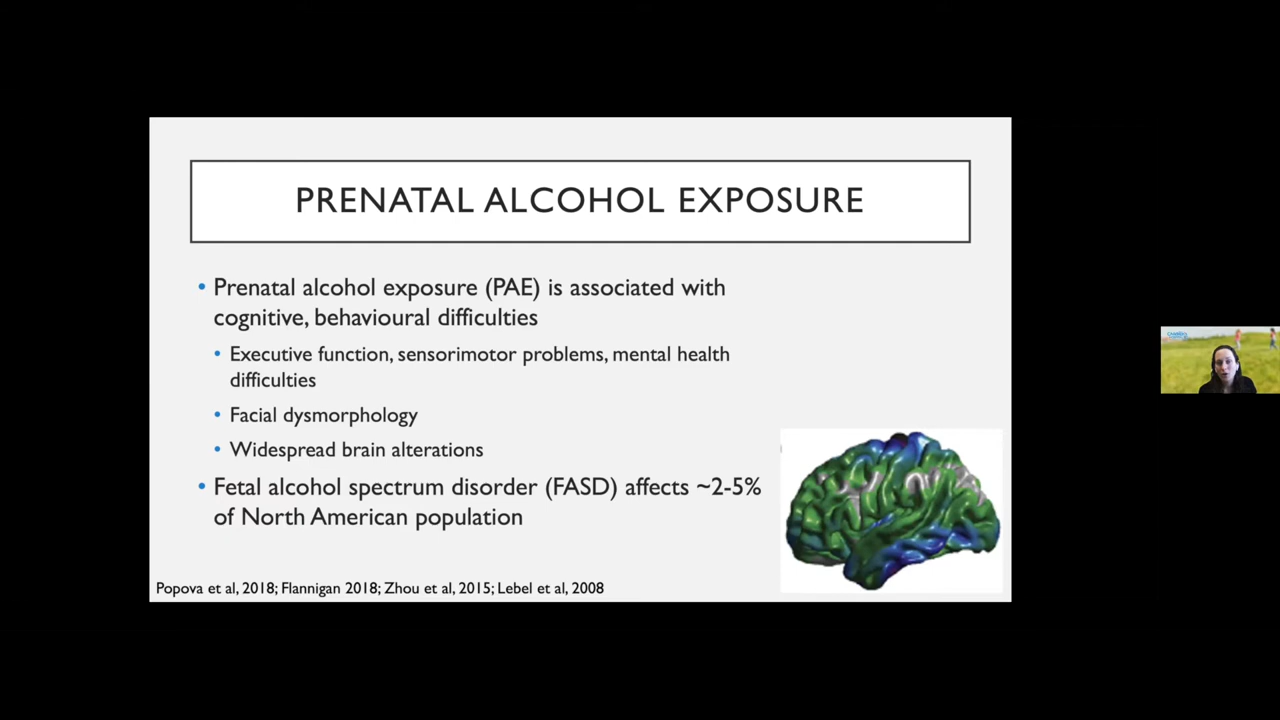 PRENATAL ALCOHOL EXPOSURE
• Prenatal alcohol exposure (PAE) is associated with
cognitive, behavioural difficulties
• Executive function, sensorimotor problems, mental health
difficulties
• Facial dysmorphology
• Widespread brain alterations
• Fetal alcohol spectrum disorder (FASD) affects ~2-5%
of North American population
Popova et al, 2018; Flannigan 2018; Zhou et al, 2015; Lebel et al, 2008